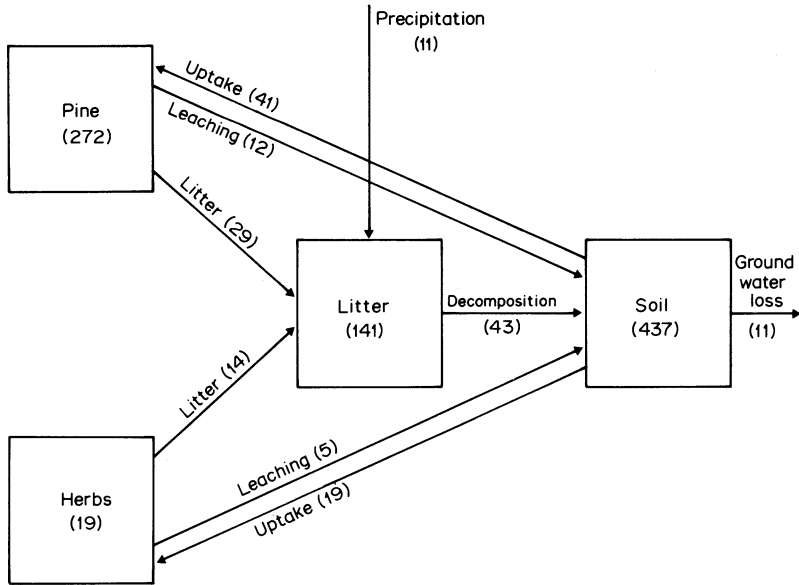 Precipitation
(11)
Pine
(272)
Uptake (41)
Leaching (12)
Litter (29)
Litter
(141)
Decomposition
(43)
Soil
(437)
Ground
water
loss
(11)
Litter (14)
Herbs
(19)
Leaching (5)
Uptake (19)